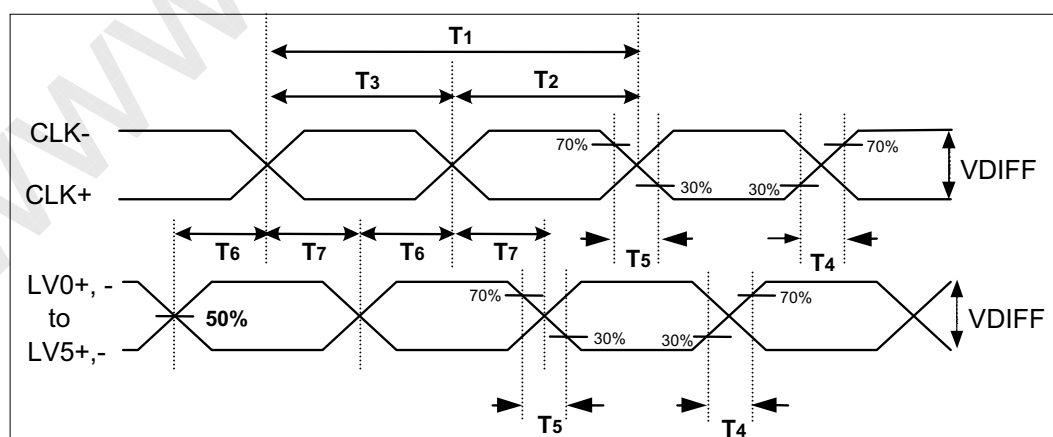 T1
T3 T2
CLK-
70% 70%
VDIFF
CLK+
30% 30%
T6 T7 T6 T7
T5 T4
LV0+, -
70% 70%
to
50%
VDIFF
30% 30%
LV5+,-
T5 T4